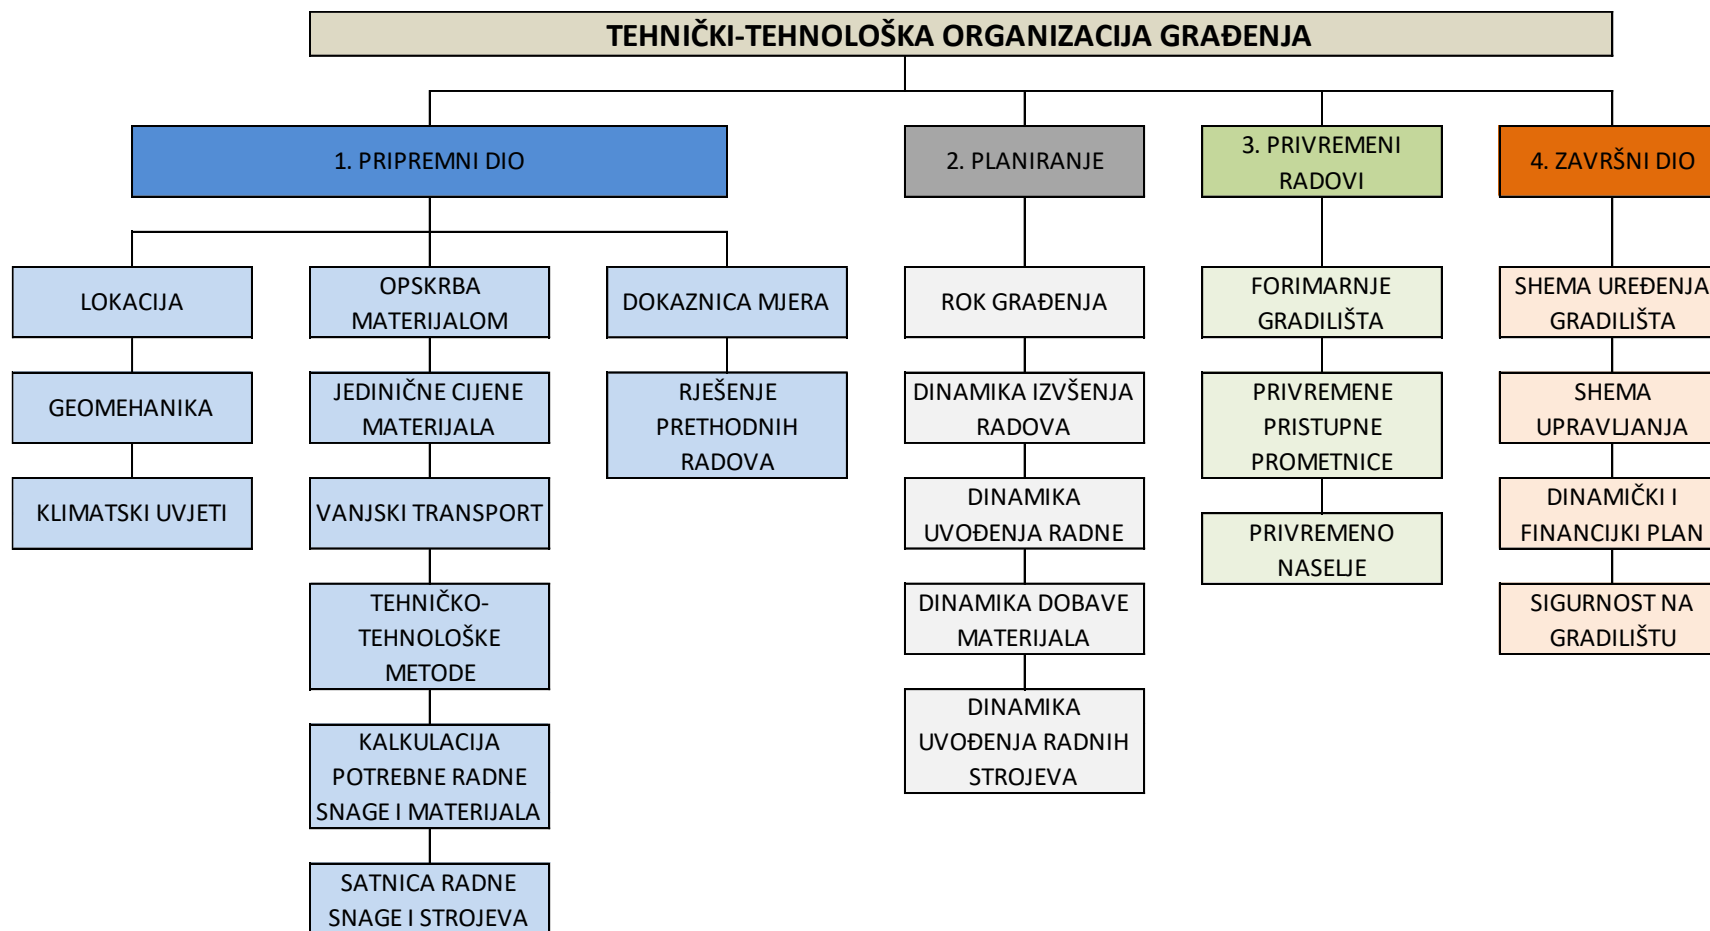 TEHNIČKI-TEHNOLOŠKA ORGANIZACIJA GRAĐENJA
1. PRIPREMNI DIO
LOKACIJA
GEOMEHANIKA
KLIMATSKI UVJETI
OPSKRBA
MATERIJALOM
JEDINIČNE CIJENE
MATERIJALA
VANJSKI TRANSPORT
TEHNIČKO-
TEHNOLOŠKE
METODE
KALKULACIJA
POTREBNE RADNE
SNAGE I MATERIJALA
SATNICA RADNE
SNAGE I STROJEVA
DOKAZNICA MJERA
RJEŠENJE
PRETHODNIH
RADOVA
2. PLANIRANJE
ROK GRAĐENJA
DINAMIKA IZVŠENJA
RADOVA
DINAMIKA
UVOĐENJA RADNE
DINAMIKA DOBAVE
MATERIJALA
DINAMIKA
UVOĐENJA RADNIH
STROJEVA
3. PRIVREMENI
RADOVI
FORIMARNJE
GRADILIŠTA
PRIVREMENE
PRISTUPNE
PROMETNICE
PRIVREMENO
NASELJE
4. ZAVRŠNI DIO
SHEMA UREĐENJA
GRADILIŠTA
SHEMA
UPRAVLJANJA
DINAMIČKI I
FINANCIJKI PLAN
SIGURNOST NA
GRADILIŠTU